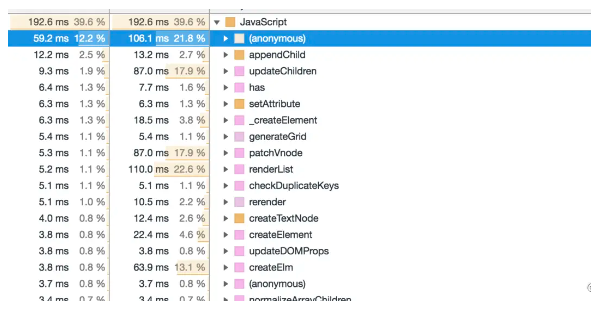 192.6 ms 39.6 % 192.6 ms 39.6 % JavaScript
59.2 ms 12.2 % 106.1 ms 21.8 % (anonymous)
12.2 ms 2.5 % 13.2 ms 2.7 % appendChild
9.3 ms 1.9 % 87.0 ms 17.9 % updateChildren
6.4 ms 1.3 % 7.7 ms 1.6 % has
6.3 ms 1.3 % 6.3 ms 1.3 % setAttribute
6.3 ms 1.3 % 18.5 ms 3.8 % _createElement
5.4 ms 1.1 % 5.4 ms 1.1 % generateGrid
5.3 ms 1.1 % 87.0 ms 17.9 % patchVnode
5.2 ms 1.1 % 110.0 ms 22.6 % renderList
5.1 ms 1.1 % 5.1 ms 1.1 % checkDuplicateKeys
5.1 ms 1.0 % 10.5 ms 2.2 % rerender
4.0 ms 0.8 % 12.4 ms 2.6 % createTextNode
3.8 ms 0.8 % 22.4 ms 4.6 % createElement
3.8 ms 0.8 % 3.8 ms 0.8 % updateDOMProps
3.8 ms 0.8 % 63.9 ms 13.1 % createElm
3.7 ms 0.8 % 3.7 ms 0.8 % (anonymous)
3.4 ms 0.7 % 3.4 ms 0.7 % normalizeArrayChildren